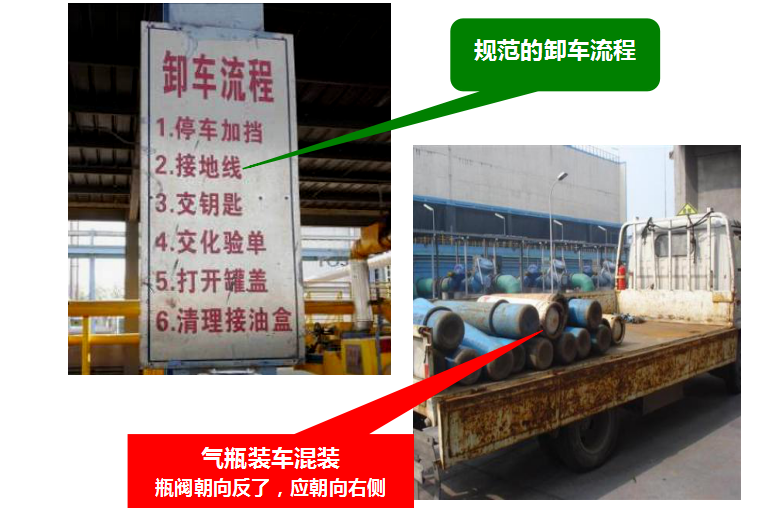 卸车流程
1.停车加挡
2.接地线
3.交钥匙
4.交化验单
5.打开罐盖
6.清理接油盒
规范的卸车流程
气瓶装车混装
瓶阀朝向反了，应朝向右侧